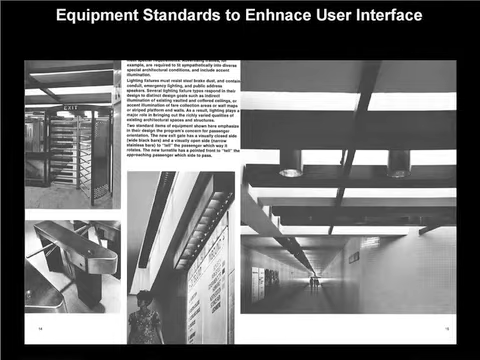 Equipment Standards to Enhnace User Interface
example, are required to fit sympathetically into diverse
special architectural conditions, and include accent
illumination.
Lighting fixtures must resist steel brake dust, and contain
conduit, emergency lighting, and public address
speakers. Several lighting fixture types respond in their
design to distinct design goals such as indirect
illumination of existing vaulted and coffered ceilings, or
accent illumination of fare collection areas or wall maps
or striped platform end walls. As a result, lighting plays a
major role in bringing out the richly varied qualities of
existing architectural spaces and structures.
Two standard items of equipment shown here emphasize
in their design the program's concern for passenger
orientation. The new exit gate has a visually closed side
(wide black bars) and a visually open side (narrow
stainless bars) to "tell" the passenger which way it
rotates. The new turnstile has a pointed front to "tell" the
approaching passenger which side to pass.
EXIT
14
15